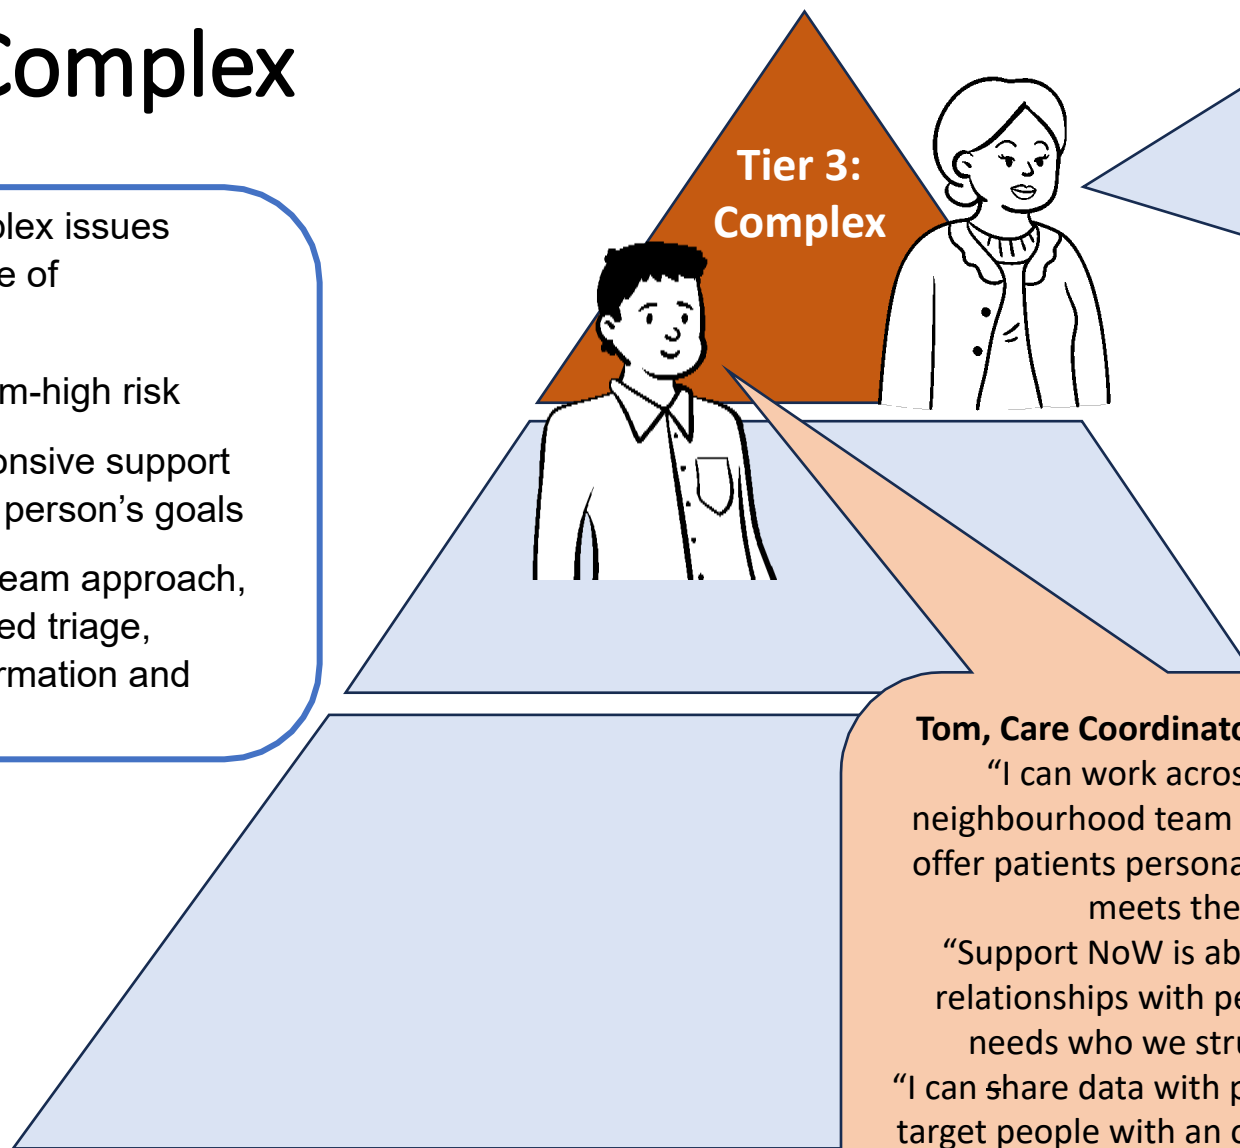 Complex
plex issues
e of
m-high risk
onsive support
person's goals
team approach,
ed triage,
rmation and
Tier 3:
Complex
Tom, Care Coordinato
“I can work acros
neighbourhood team
offer patients persona
meets the
“Support NoW is ab
relationships with pe
needs who we stru
“I can share data with p
target people with an o